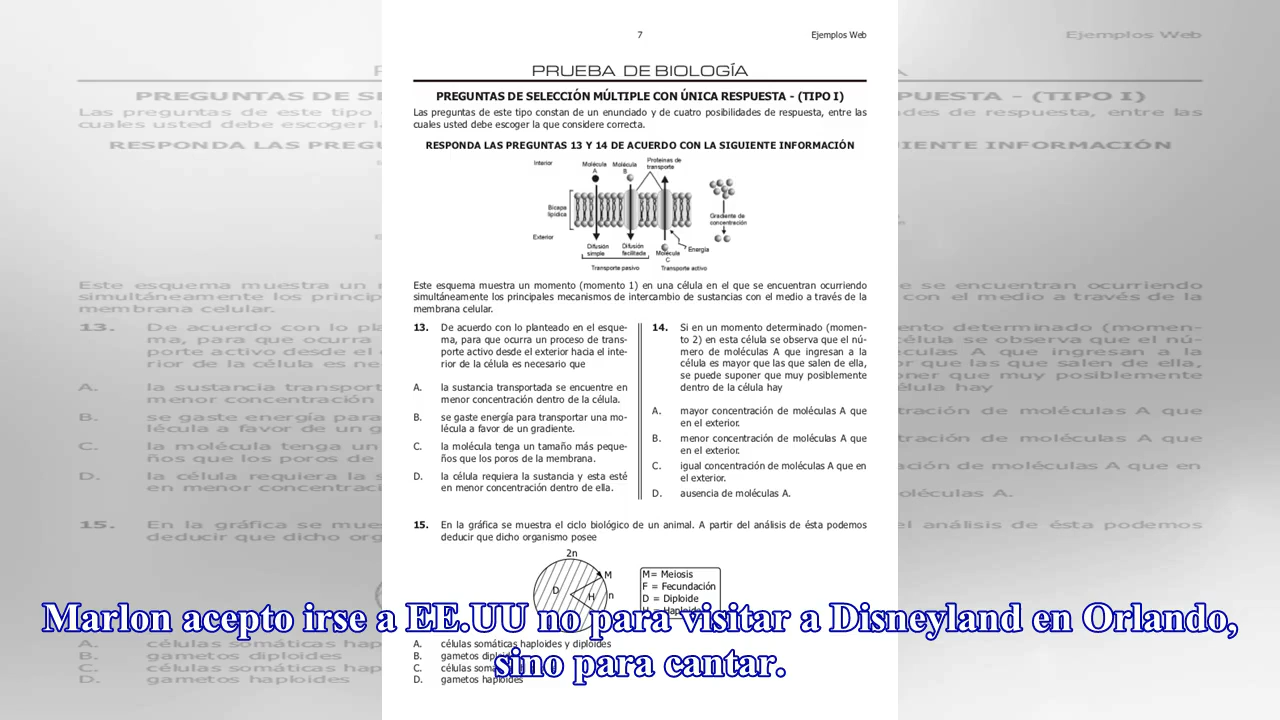 7
Ejemplos Web
PRUEBA DE BIOLOGÍA
PREGUNTAS DE SELECCIÓN MÚLTIPLE CON ÚNICA RESPUESTA - (TIPO I)
Las preguntas de este tipo constan de un enunciado y de cuatro posibilidades de respuesta, entre las
cuales usted debe escoger la que considere correcta.
RESPONDA LAS PREGUNTAS 13 Y 14 DE ACUERDO CON LA SIGUIENTE INFORMACIÓN
Interior
Molécula
A
Molécula
B
Proteínas de
transporte
Bicapa
lipídica
Gradiente de
concentración
Exterior
Difusión
simple
Difusión
facilitada
Molécula
C
Energía
Transporte pasivo
Transporte activo
Este esquema muestra un momento (momento 1) en una célula en el que se encuentran ocurriendo
simultáneamente los principales mecanismos de intercambio de sustancias con el medio a través de la
membrana celular.
13. De acuerdo con lo planteado en el esque-
ma, para que ocurra un proceso de trans-
porte activo desde el exterior hacia el inte-
rior de la célula es necesario que
A. la sustancia transportada se encuentre en
menor concentración dentro de la célula.
B. se gaste energía para transportar una mo-
lécula a favor de un gradiente.
C. la molécula tenga un tamaño más peque-
ños que los poros de la membrana.
D. la célula requiera la sustancia y esta esté
en menor concentración dentro de ella.
14. Si en un momento determinado (momen-
to 2) en esta célula se observa que el nú-
mero de moléculas A que ingresan a la
célula es mayor que las que salen de ella,
se puede suponer que muy posiblemente
dentro de la célula hay
A. mayor concentración de moléculas A que
en el exterior.
B. menor concentración de moléculas A que
en el exterior.
C. igual concentración de moléculas A que en
el exterior.
D. ausencia de moléculas A.
15. En la gráfica se muestra el ciclo biológico de un animal. A partir del análisis de ésta podemos
deducir que dicho organismo posee
2n
M
D
H
n
M= Meiosis
F = Fecundación
D = Diploide
H = Haploide
Marlon acepto irse a EE.UU no para visitar a Disneyland en Orlando,
sino para cantar.
A. células somáticas haploides y diploides
B. gametos diploides
C. células
D. gametos haploides